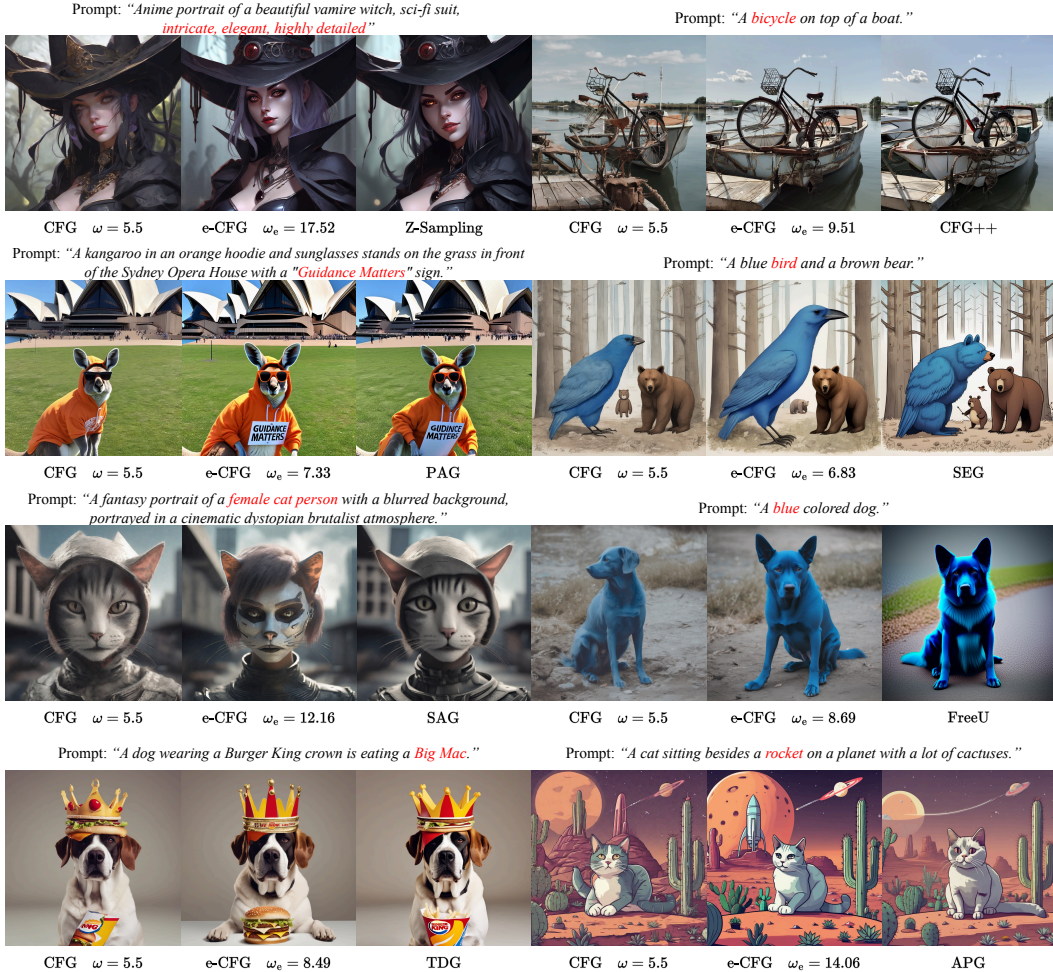 Prompt: “Anime portrait of a beautiful vamire witch, sci-fi suit,
intricate, elegant, highly detailed”
Prompt: “A bicycle on top of a boat.”
CFG ω = 5.5 e-CFG ωe = 17.52 Z-Sampling
CFG ω = 5.5 e-CFG ωe = 9.51 CFG++
Prompt: “A kangaroo in an orange hoodie and sunglasses stands on the grass in front
of the Sydney Opera House with a "Guidance Matters" sign.”
Prompt: “A blue bird and a brown bear.”
GUIDANCE
MATTERS
GUIDINCE
MATTERS
CFG ω = 5.5 e-CFG ωe = 7.33 PAG
CFG ω = 5.5 e-CFG ωe = 6.83 SEG
Prompt: “A fantasy portrait of a female cat person with a blurred background,
portrayed in a cinematic dystopian brutalist atmosphere.”
Prompt: “A blue colored dog.”
CFG ω = 5.5 e-CFG ωe = 12.16 SAG
CFG ω = 5.5 e-CFG ωe = 8.69 FreeU
Prompt: “A dog wearing a Burger King crown is eating a Big Mac.”
Prompt: “A cat sitting besides a rocket on a planet with a lot of cactuses.”
KING
CFG ω = 5.5 e-CFG ωe = 8.49 TDG
CFG ω = 5.5 e-CFG ωe = 14.06 APG